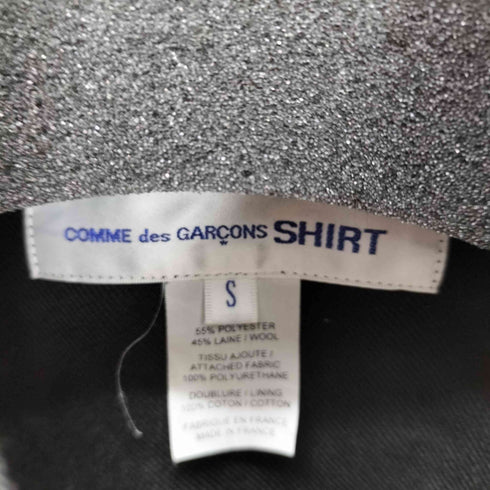 COMME des GARÇONS SHIRT
S
55% POLYESTER
45% LAINE / WOOL
TISSU AJOUTE /
ATTACHED FABRIC
100% POLYURETHANE
DOUBLURE / LINING
100% COTON / COTTON
FABRIQUE EN FRANCE
MADE IN FRANCE